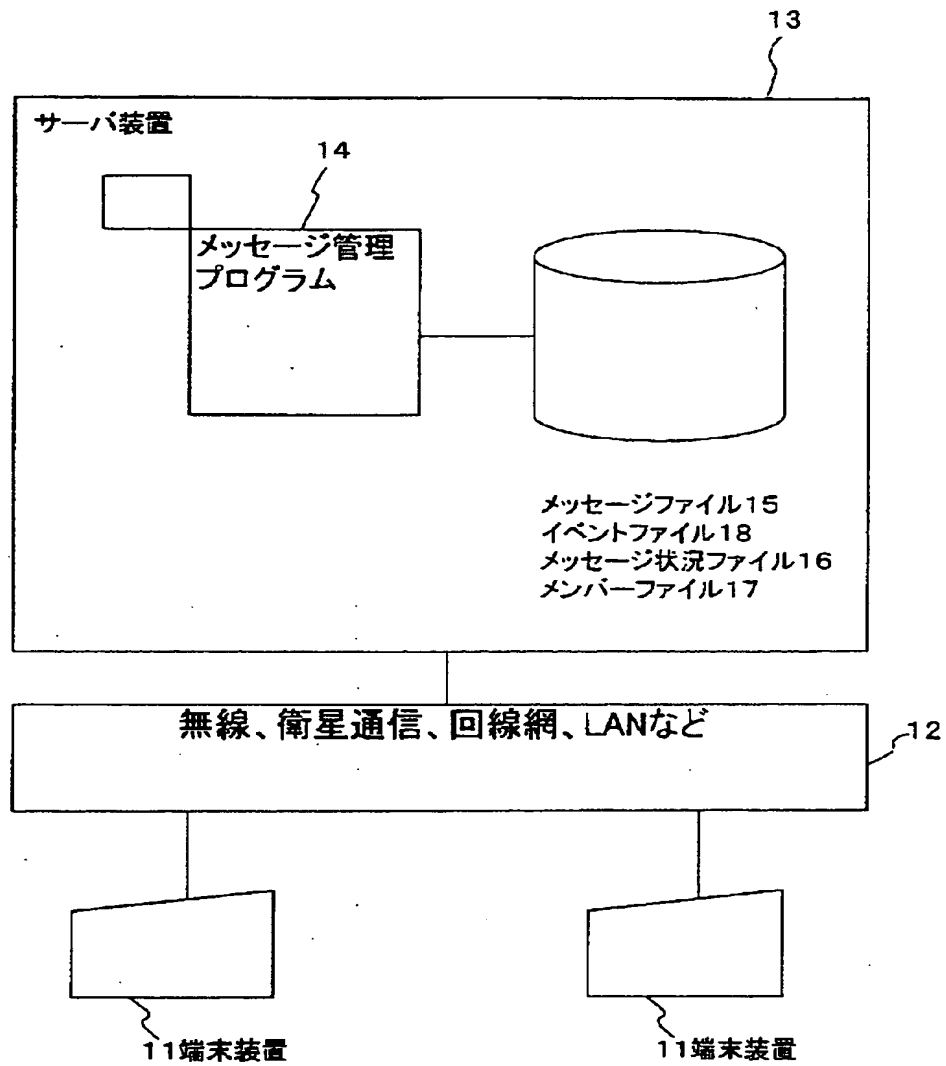 13
サーバ装置
14
メッセージ管理
プログラム
メッセージファイル15
イベントファイル18
メッセージ状況ファイル16
メンバーファイル17
無線、衛星通信、回線網、LANなど
12
11端末装置
11端末装置